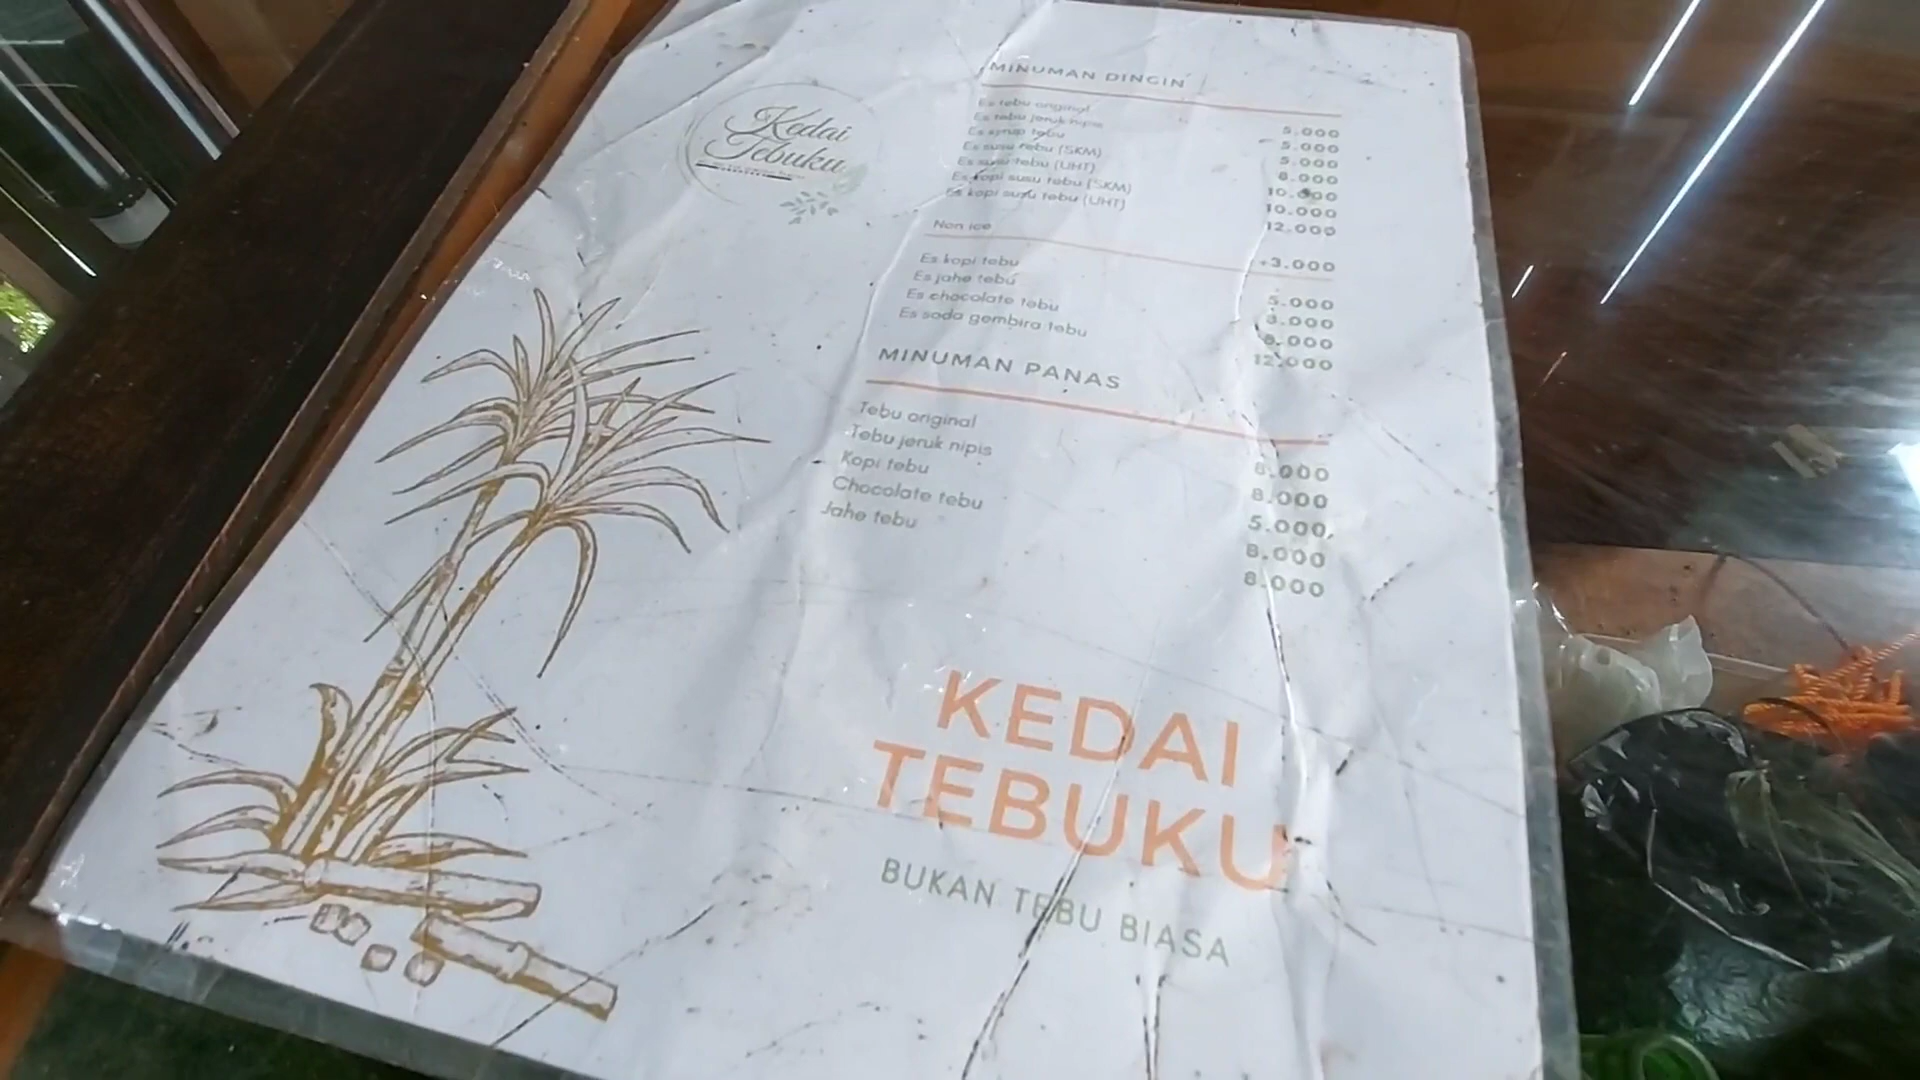 Kedai
Tebuku
MINUMAN DINGIN
Es tebu original 5.000
Es tebu jeruk nipis 5.000
Es syrup tebu 5.000
Es susu tebu (SKM) 8.000
Es susu tebu (UHT) 10.000
Es kopi susu tebu (SKM) 10.000
Es kopi susu tebu (UHT) 12.000
Non ice +3.000
Es kopi tebu 5.000
Es jahe tebu
Es chocolate tebu 8.000
Es soda gembira tebu 12.000
MINUMAN PANAS
Tebu original
Tebu jeruk nipis 8.000
Kopi tebu 5.000
Chocolate tebu 8.000
Jahe tebu 8.000
KEDAI
TEBUKU
BUKAN TEBU BIASA